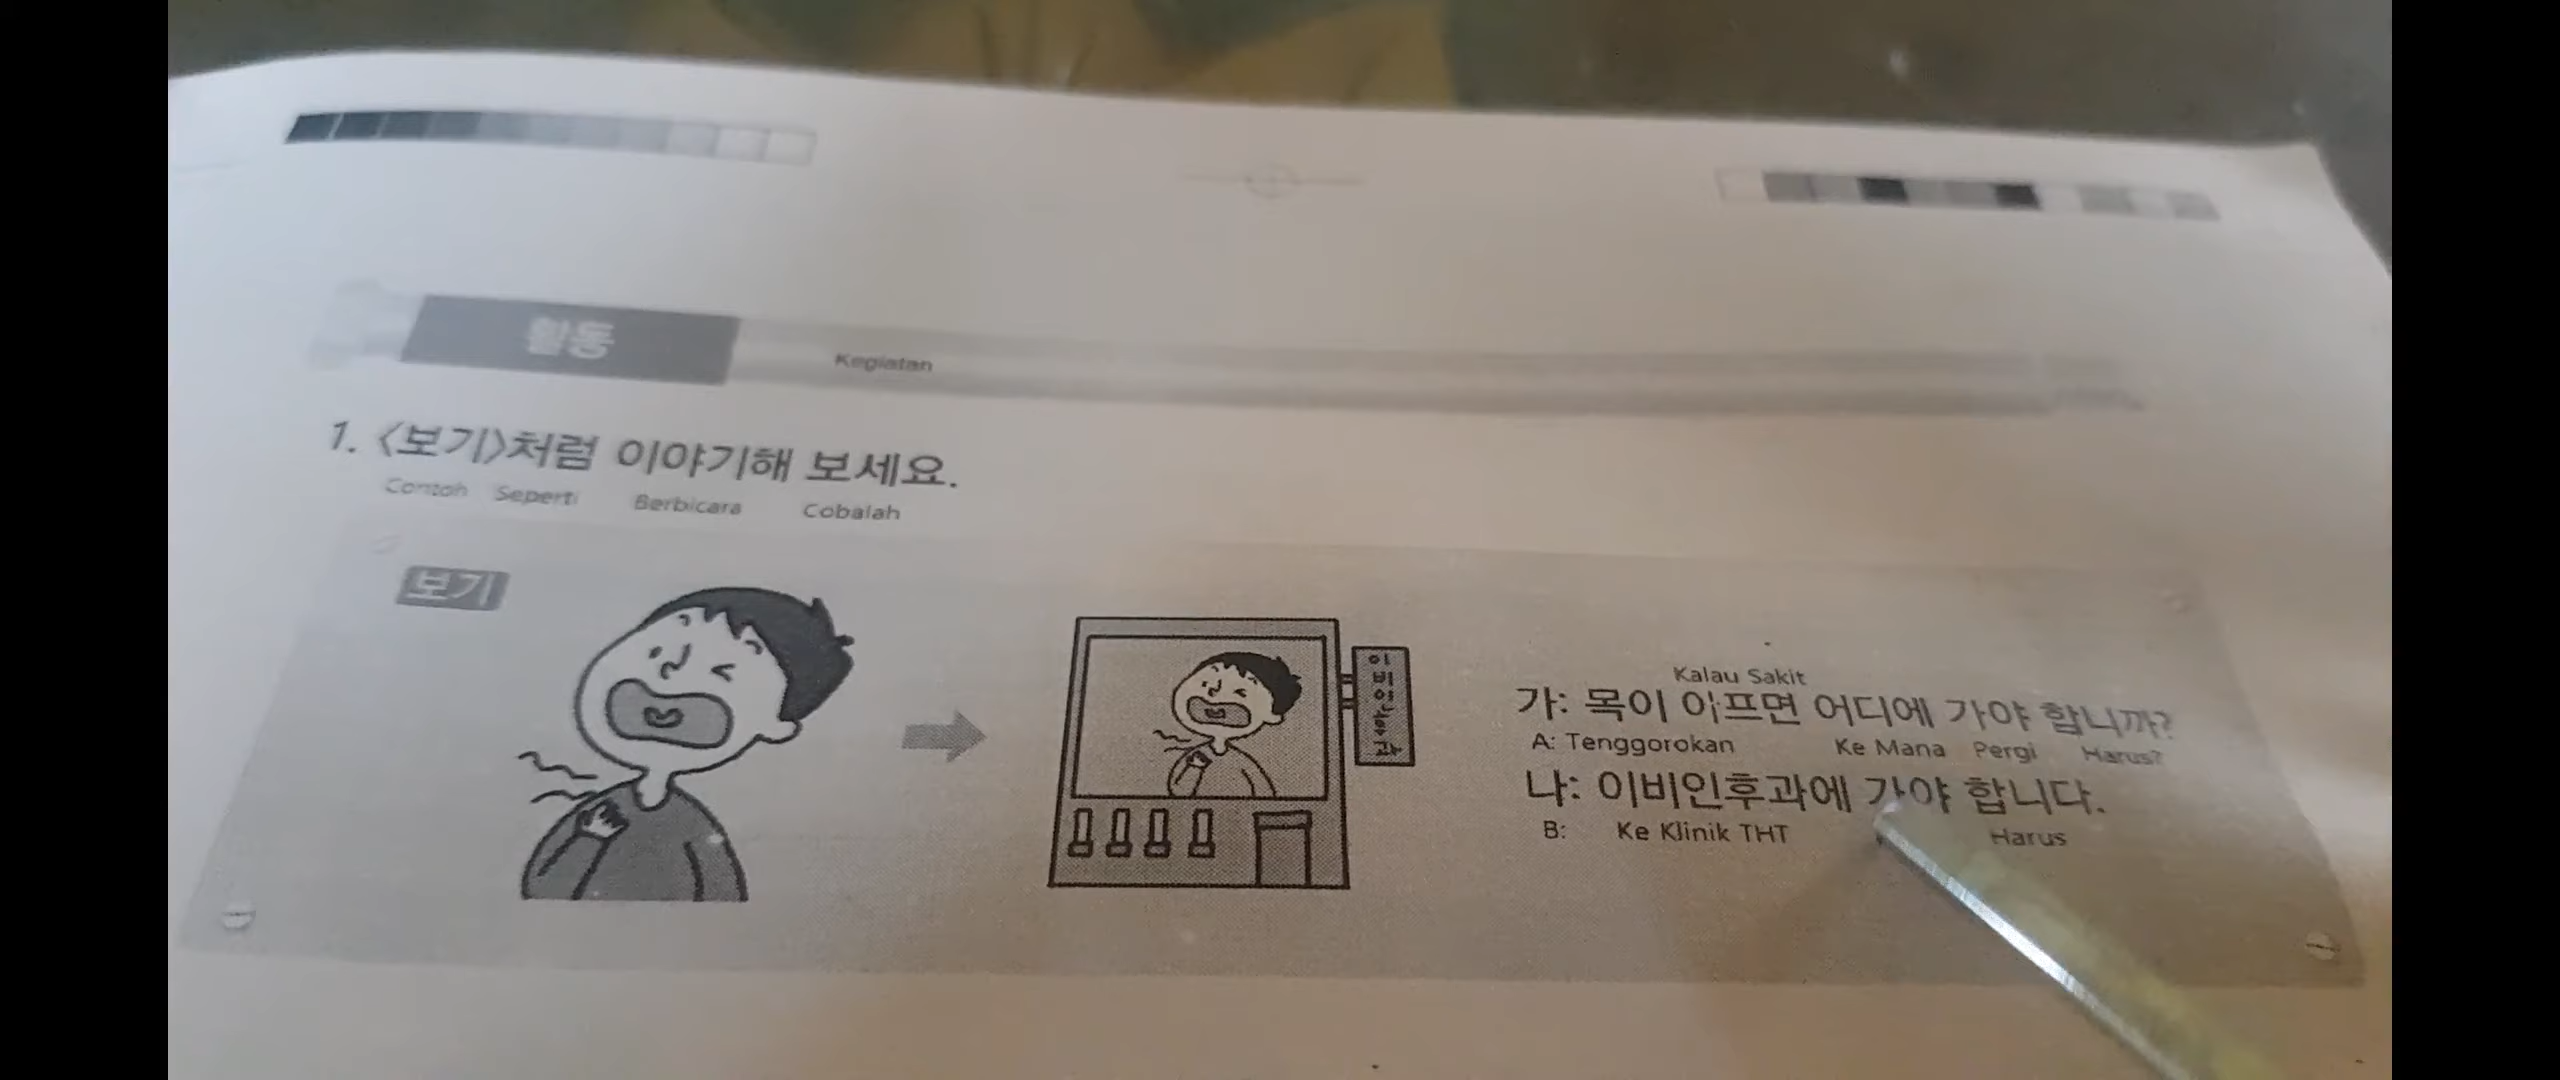 활동 Kegiatan
1. <보기>처럼 이야기해 보세요.
Contoh Seperti Berbicara Cobalah
보기
이비인후과
Kalau Sakit
가: 목이 아프면 어디에 가야 합니까?
A: Tenggorokan Ke Mana Pergi Harus?
나: 이비인후과에 가야 합니다.
B: Ke Klinik THT Harus